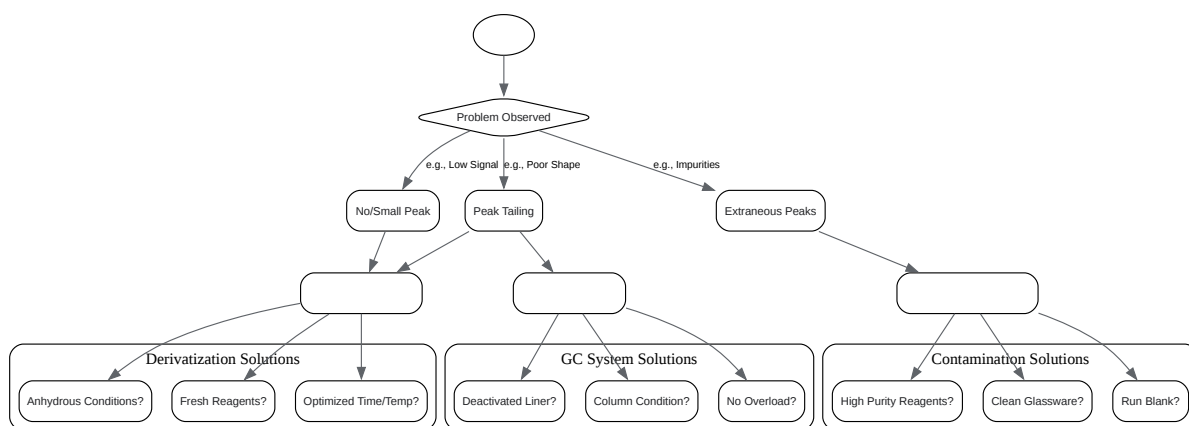 Problem Observed
e.g., Low Signal
e.g., Poor Shape
e.g., Impurities
No/Small Peak
Peak Tailing
Extraneous Peaks
Derivatization Solutions
GC System Solutions
Contamination Solutions
Anhydrous Conditions?
Fresh Reagents?
Optimized Time/Temp?
Deactivated Liner?
Column Condition?
No Overload?
High Purity Reagents?
Clean Glassware?
Run Blank?